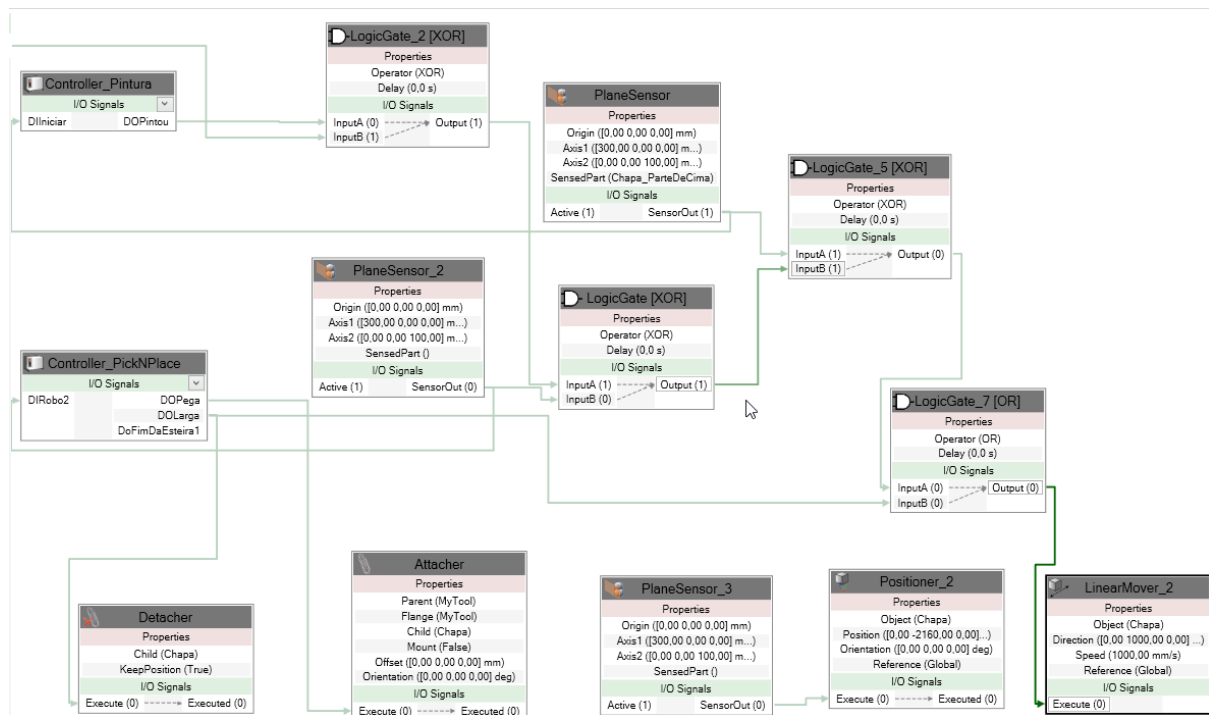 LogicGate_2 [XOR]
Properties
Operator (XOR)
Delay (0,0 s)
I/O Signals
InputA (0) Output (1)
InputB (1)
Controller_Pintura
I/O Signals
DIIniciar DOPintou
PlaneSensor
Properties
Origin ([0,00 0,00 0,00] mm)
Axis1 ([300,00 0,00 0,00] m...)
Axis2 ([0,00 0,00 100,00] m...)
SensedPart (Chapa_ParteDeCima)
I/O Signals
Active (1) SensorOut (1)
LogicGate_5 [XOR]
Properties
Operator (XOR)
Delay (0,0 s)
I/O Signals
InputA (1) Output (0)
InputB (1)
PlaneSensor_2
Properties
Origin ([0,00 0,00 0,00] mm)
Axis1 ([300,00 0,00 0,00] m...)
Axis2 ([0,00 0,00 100,00] m...)
SensedPart ()
I/O Signals
Active (1) SensorOut (0)
LogicGate [XOR]
Properties
Operator (XOR)
Delay (0,0 s)
I/O Signals
InputA (1) Output (1)
InputB (0)
Controller_PickNPlace
I/O Signals
DIRobo2 DOPega
DOLarga
DoFimDaEsteira1
LogicGate_7 [OR]
Properties
Operator (OR)
Delay (0,0 s)
I/O Signals
InputA (0) Output (0)
InputB (0)
Detacher
Properties
Child (Chapa)
KeepPosition (True)
I/O Signals
Execute (0) Executed (0)
Attacher
Properties
Parent (MyTool)
Flange (MyTool)
Child (Chapa)
Mount (False)
Offset ([0,00 0,00 0,00] mm)
Orientation ([0,00 0,00 0,00] deg)
I/O Signals
Execute (0) Executed (0)
PlaneSensor_3
Properties
Origin ([0,00 0,00 0,00] mm)
Axis1 ([300,00 0,00 0,00] m...)
Axis2 ([0,00 0,00 100,00] m...)
SensedPart ()
I/O Signals
Active (1) SensorOut (0)
Positioner_2
Properties
Object (Chapa)
Position ([0,00 -2160,00 0,00]...)
Orientation ([0,00 0,00 0,00] deg)
Reference (Global)
I/O Signals
Execute (0) Executed (0)
LinearMover_2
Properties
Object (Chapa)
Direction ([0,00 1000,00 0,00] ...)
Speed (1000,00 mm/s)
Reference (Global)
I/O Signals
Execute (0)